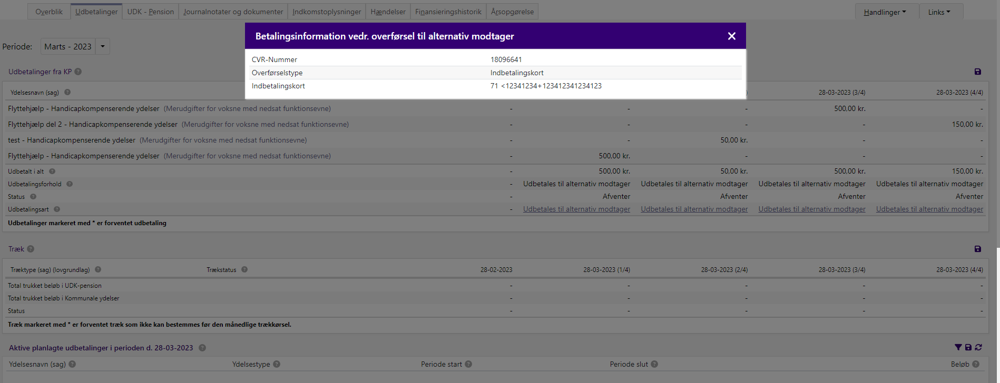 Overblik Udbetalinger UDK - Pension Journalnotater og dokumenter Indkomstoplysninger Hændelser Finansieringshistorik Årsopgørelse Handlinger Links
Betalingsinformation vedr. overførsel til alternativ modtager
Periode: Marts - 2023
CVR-Nummer 18096641
Overførselstype Indbetalingskort
Indbetalingskort 71 <12341234+123412341234123
Udbetalinger fra KP
Ydelsesnavn (sag) 28-03-2023 (3/4) 28-03-2023 (4/4)
Flyttehjælp - Handicapkompenserende ydelser (Merudgifter for voksne med nedsat funktionsevne) - - - 500,00 kr. -
Flyttehjælp del 2 - Handicapkompenserende ydelser (Merudgifter for voksne med nedsat funktionsevne) - - - - 150,00 kr.
test - Handicapkompenserende ydelser (Merudgifter for voksne med nedsat funktionsevne) - - 50,00 kr. - -
Flyttehjælp - Handicapkompenserende ydelser (Merudgifter for voksne med nedsat funktionsevne) - 500,00 kr. - - -
Udbetalt i alt - 500,00 kr. 50,00 kr. 500,00 kr. 150,00 kr.
Udbetalingsforhold - Udbetales til alternativ modtager Udbetales til alternativ modtager Udbetales til alternativ modtager Udbetales til alternativ modtager
Status - Afventer Afventer Afventer Afventer
Udbetalingsart - Udbetales til alternativ modtager Udbetales til alternativ modtager Udbetales til alternativ modtager Udbetales til alternativ modtager
Udbetalinger markeret med * er forventet udbetaling
Træk
Træktype (sag) (lovgrundlag) Trækstatus 28-02-2023 28-03-2023 (1/4) 28-03-2023 (2/4) 28-03-2023 (3/4) 28-03-2023 (4/4)
Total trukket beløb i UDK-pension - - - - -
Total trukket beløb i Kommunale ydelser - - - - -
Status - - - - -
Træk markeret med * er forventet træk som ikke kan bestemmes før den månedlige trækkørsel.
Aktive planlagte udbetalinger i perioden d. 28-03-2023
Ydelsesnavn (sag) Ydelsestype Periode start Periode slut Beløb